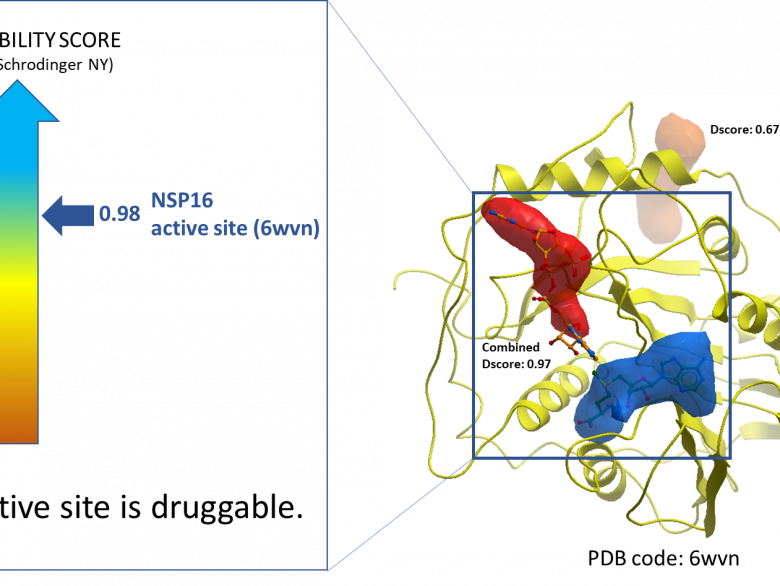 BILITY SCORE
Schrodinger NY)
0.98
NSP16
active site (6wvn)
tive site is druggable.
Dscore: 0.67
Combined
Dscore: 0.97
PDB code: 6wvn